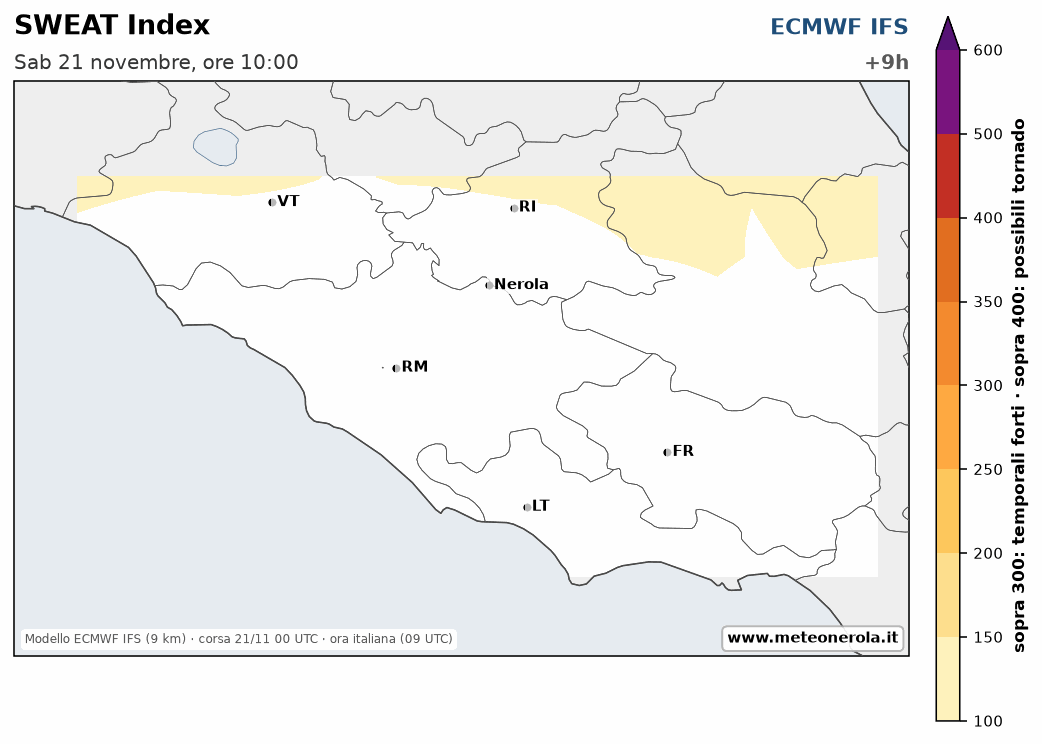 SWEAT Index
ECMWF IFS
Sab 21 novembre, ore 10:00
+9h
VT
RI
Nerola
RM
FR
LT
Modello ECMWF IFS (9 km) · corsa 21/11 00 UTC · ora italiana (09 UTC)
www.meteonerola.it
600
500
400
350
300
250
200
150
100
sopra 300: temporali forti · sopra 400: possibili tornado